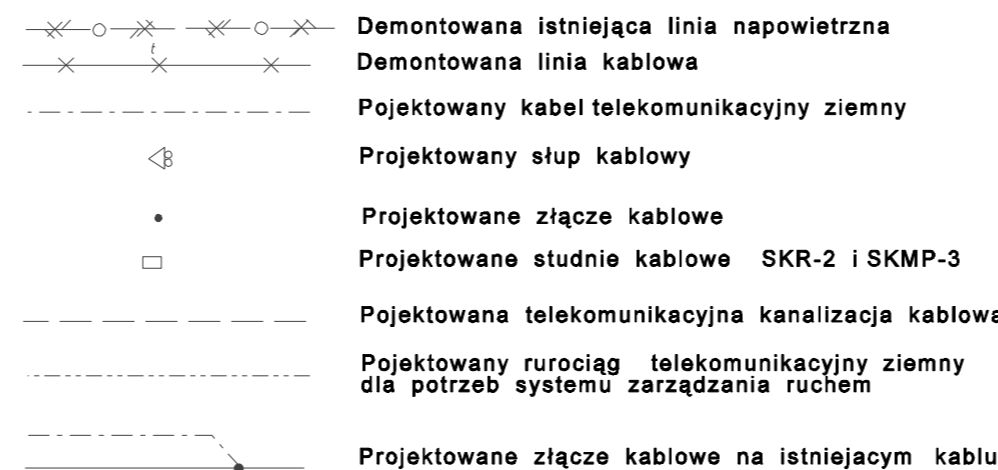 Demontowana istniejąca linia napowietrzna
t
Demontowana linia kablowa
Pojektowany kabel telekomunikacyjny ziemny
Projektowany słup kablowy
Projektowane złącze kablowe
Projektowane studnie kablowe SKR-2 i SKMP-3
Pojektowana telekomunikacyjna kanalizacja kablowa
Pojektowany rurociąg telekomunikacyjny ziemny
dla potrzeb systemu zarządzania ruchem
Projektowane złącze kablowe na istniejacym kablu